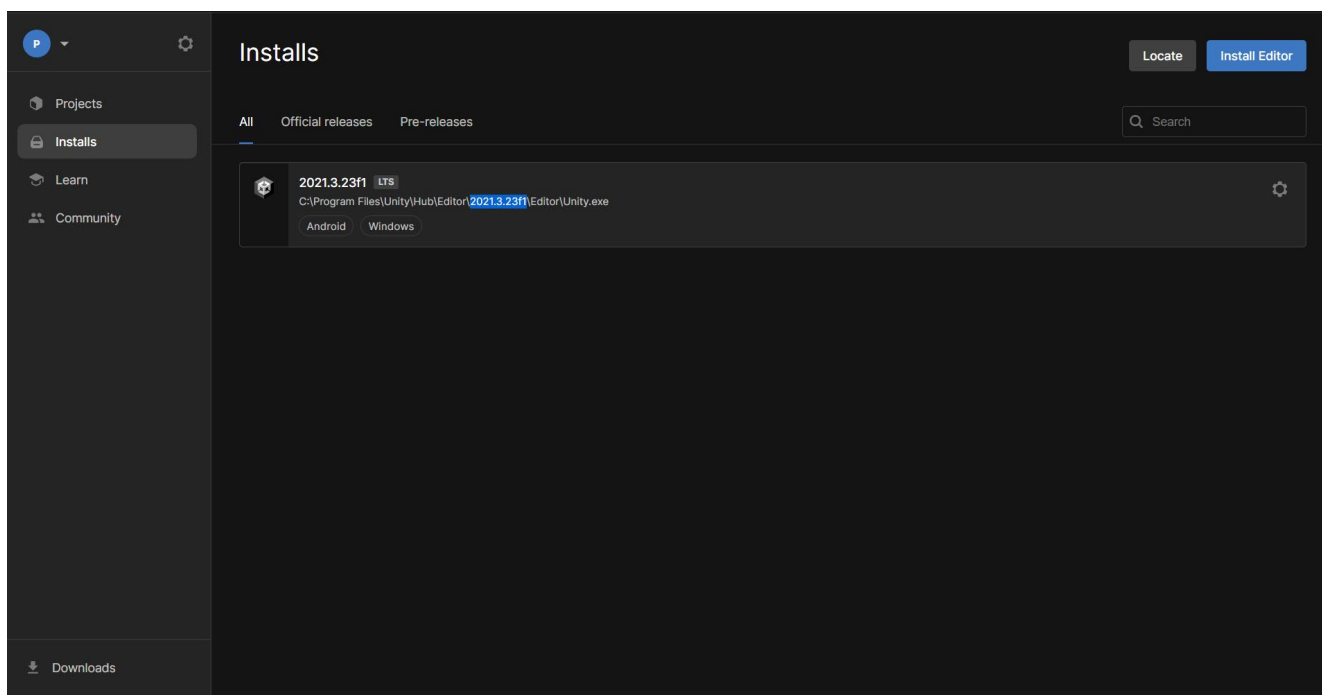 P
Projects
Installs
Learn
Community
Downloads
Installs
Locate
Install Editor
All
Official releases
Pre-releases
Search
2021.3.23f1 LTS
C:\Program Files\Unity\Hub\Editor\2021.3.23f1\Editor\Unity.exe
Android
Windows